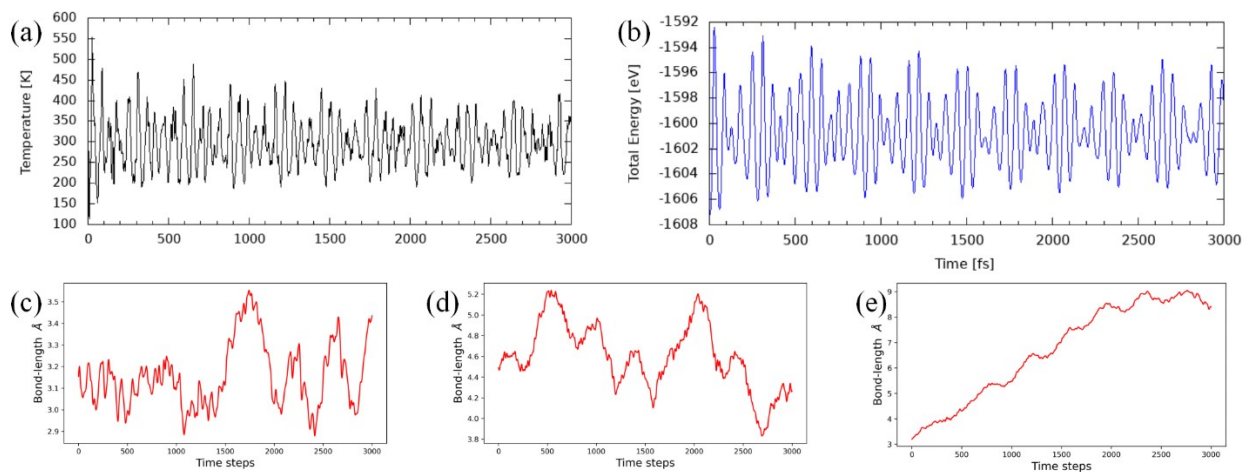 (a)
600
550
500
450
400
350
300
250
200
150
100
Temperature [K]
0 500 1000 1500 2000 2500 3000
(b)
-1592
-1594
-1596
-1598
-1600
-1602
-1604
-1606
-1608
Total Energy [eV]
0 500 1000 1500 2000 2500 3000
Time [fs]
(c)
3.5
3.4
3.3
3.2
3.1
3.0
2.9
Bond-length Å
0 500 1000 1500 2000 2500 3000
Time steps
(d)
5.2
5.0
4.8
4.6
4.4
4.2
4.0
3.8
Bond-length Å
0 500 1000 1500 2000 2500 3000
Time steps
(e)
9
8
7
6
5
4
3
Bond-length Å
0 500 1000 1500 2000 2500 3000
Time steps